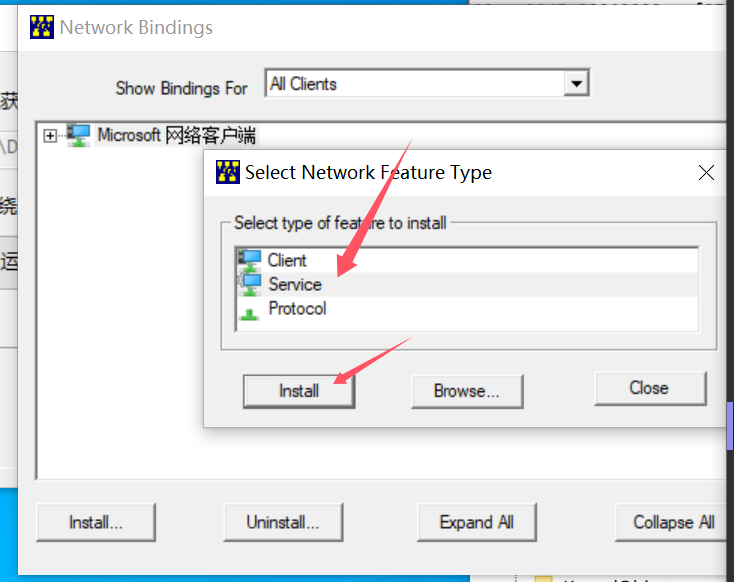 Network Bindings
Show Bindings For
All Clients
获
\D
Microsoft 网络客户端
Select Network Feature Type
绕
Select type of feature to install
运
Client
Service
Protocol
Install
Browse...
Close
Install...
Uninstall...
Expand All
Collapse All